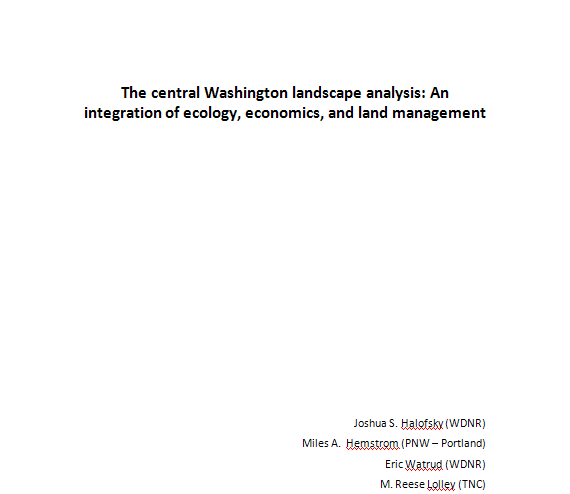 The central Washington landscape analysis: An
integration of ecology, economics, and land management
Joshua S. Halofsky (WDNR)
Miles A. Hemstrom (PNW – Portland)
Eric Watrud (WDNR)
M. Reese Lolley (TNC)